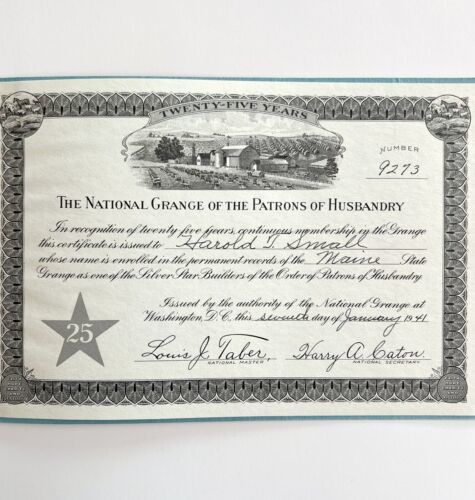 TWENTY-FIVE YEARS
NUMBER
9273
THE NATIONAL GRANGE OF THE PATRONS OF HUSBANDRY
In recognition of twenty five years, continuous membership in the Grange
this certificate is issued to Harold T. Small
whose name is enrolled in the permanent records of the Maine State
Grange as one of the Silver Star Builders of the Order of Patrons of Husbandry.
Issued by the authority of the National Grange at
Washington, D.C. this seventh day of January 1941
25
Louis J. Taber, Harry A. Caton,
NATIONAL MASTER NATIONAL SECRETARY